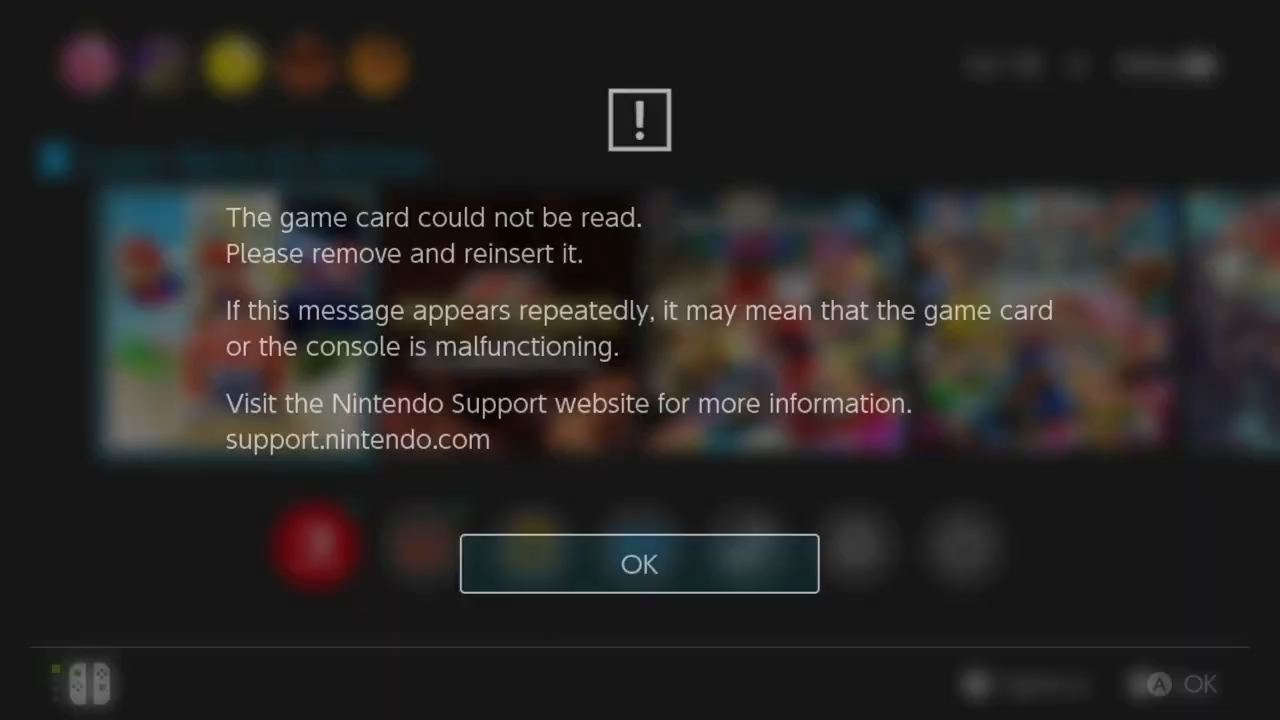 !
The game card could not be read.
Please remove and reinsert it.
If this message appears repeatedly, it may mean that the game card
or the console is malfunctioning.
Visit the Nintendo Support website for more information.
support.nintendo.com
OK
A OK